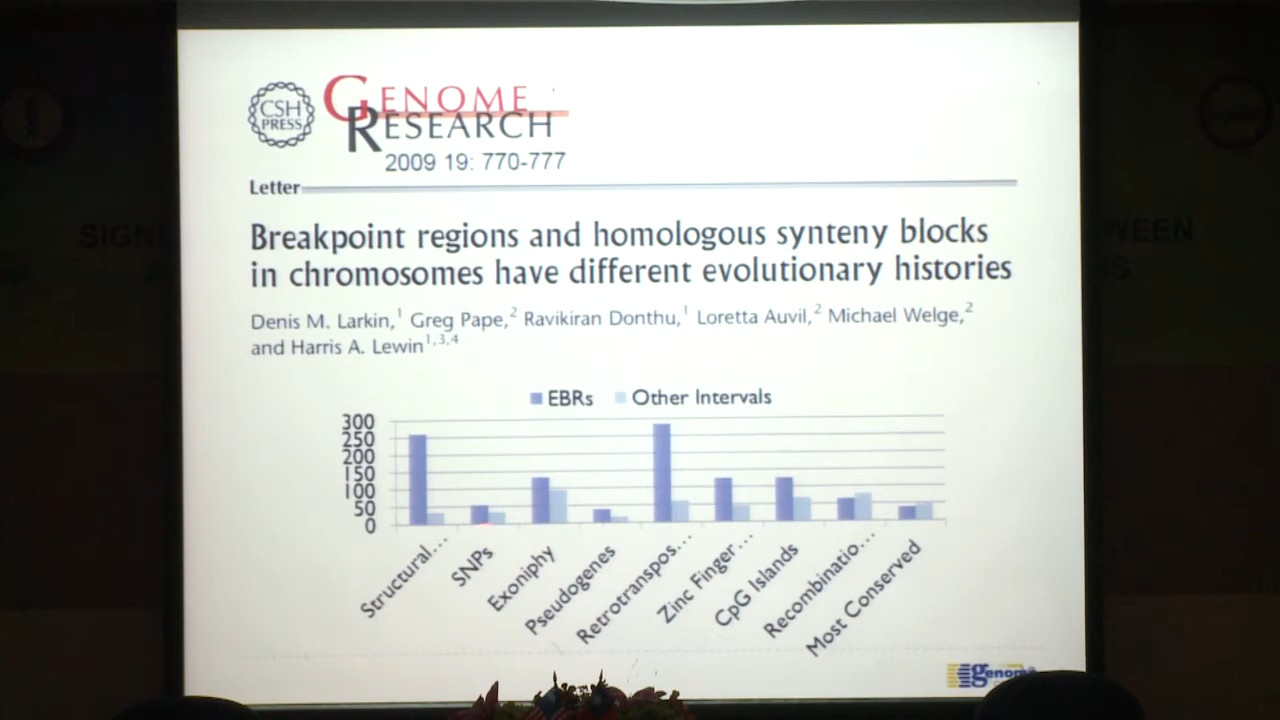 CSH
PRESS
GENOME
RESEARCH
2009 19: 770-777
Letter
Breakpoint regions and homologous synteny blocks
in chromosomes have different evolutionary histories
Denis M. Larkin,1 Greg Pape,2 Ravikiran Donthu,1 Loretta Auvil,2 Michael Welge,2
and Harris A. Lewin1,3,4
EBRs Other Intervals
300
250
200
150
100
50
0
Structural...
SNPs
Exoniphy
Pseudogenes
Retrotranspos...
Zinc Finger...
CpG Islands
Recombinatio...
Most Conserved
SIGN
WEEN